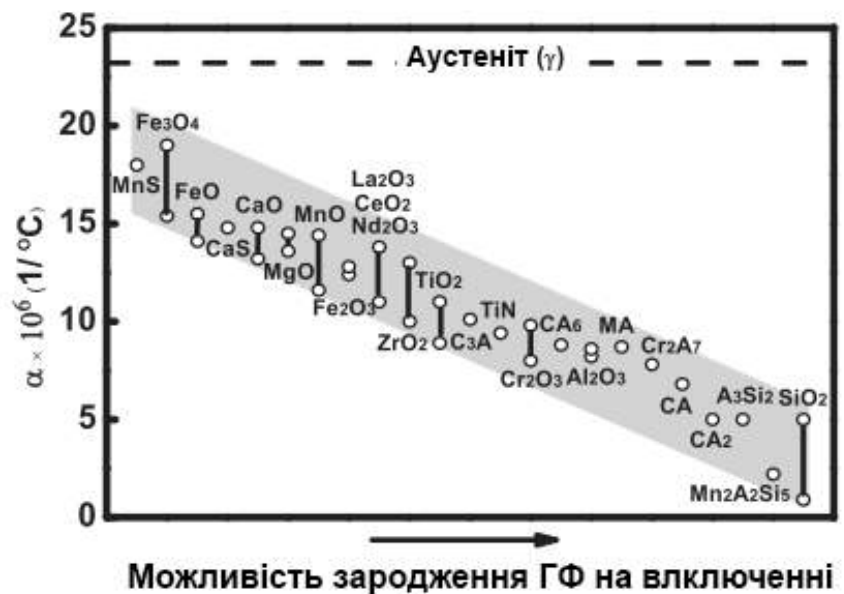 25
Аустеніт (γ)
20
Fe3O4
La2O3
MnS
FeO
CaO
MnO
CeO2
Nd2O3
15
CaS
MgO
Fe2O3
TiO2
10
ZrO2
C3A
TiN
Cr2O3
CA6
Al2O3
MA
Cr2A7
5
CA
CA2
A3Si2
SiO2
Mn2A2Si5
0
α × 10⁶ (1/ °C)
Можливість зародження ГФ на влключенні